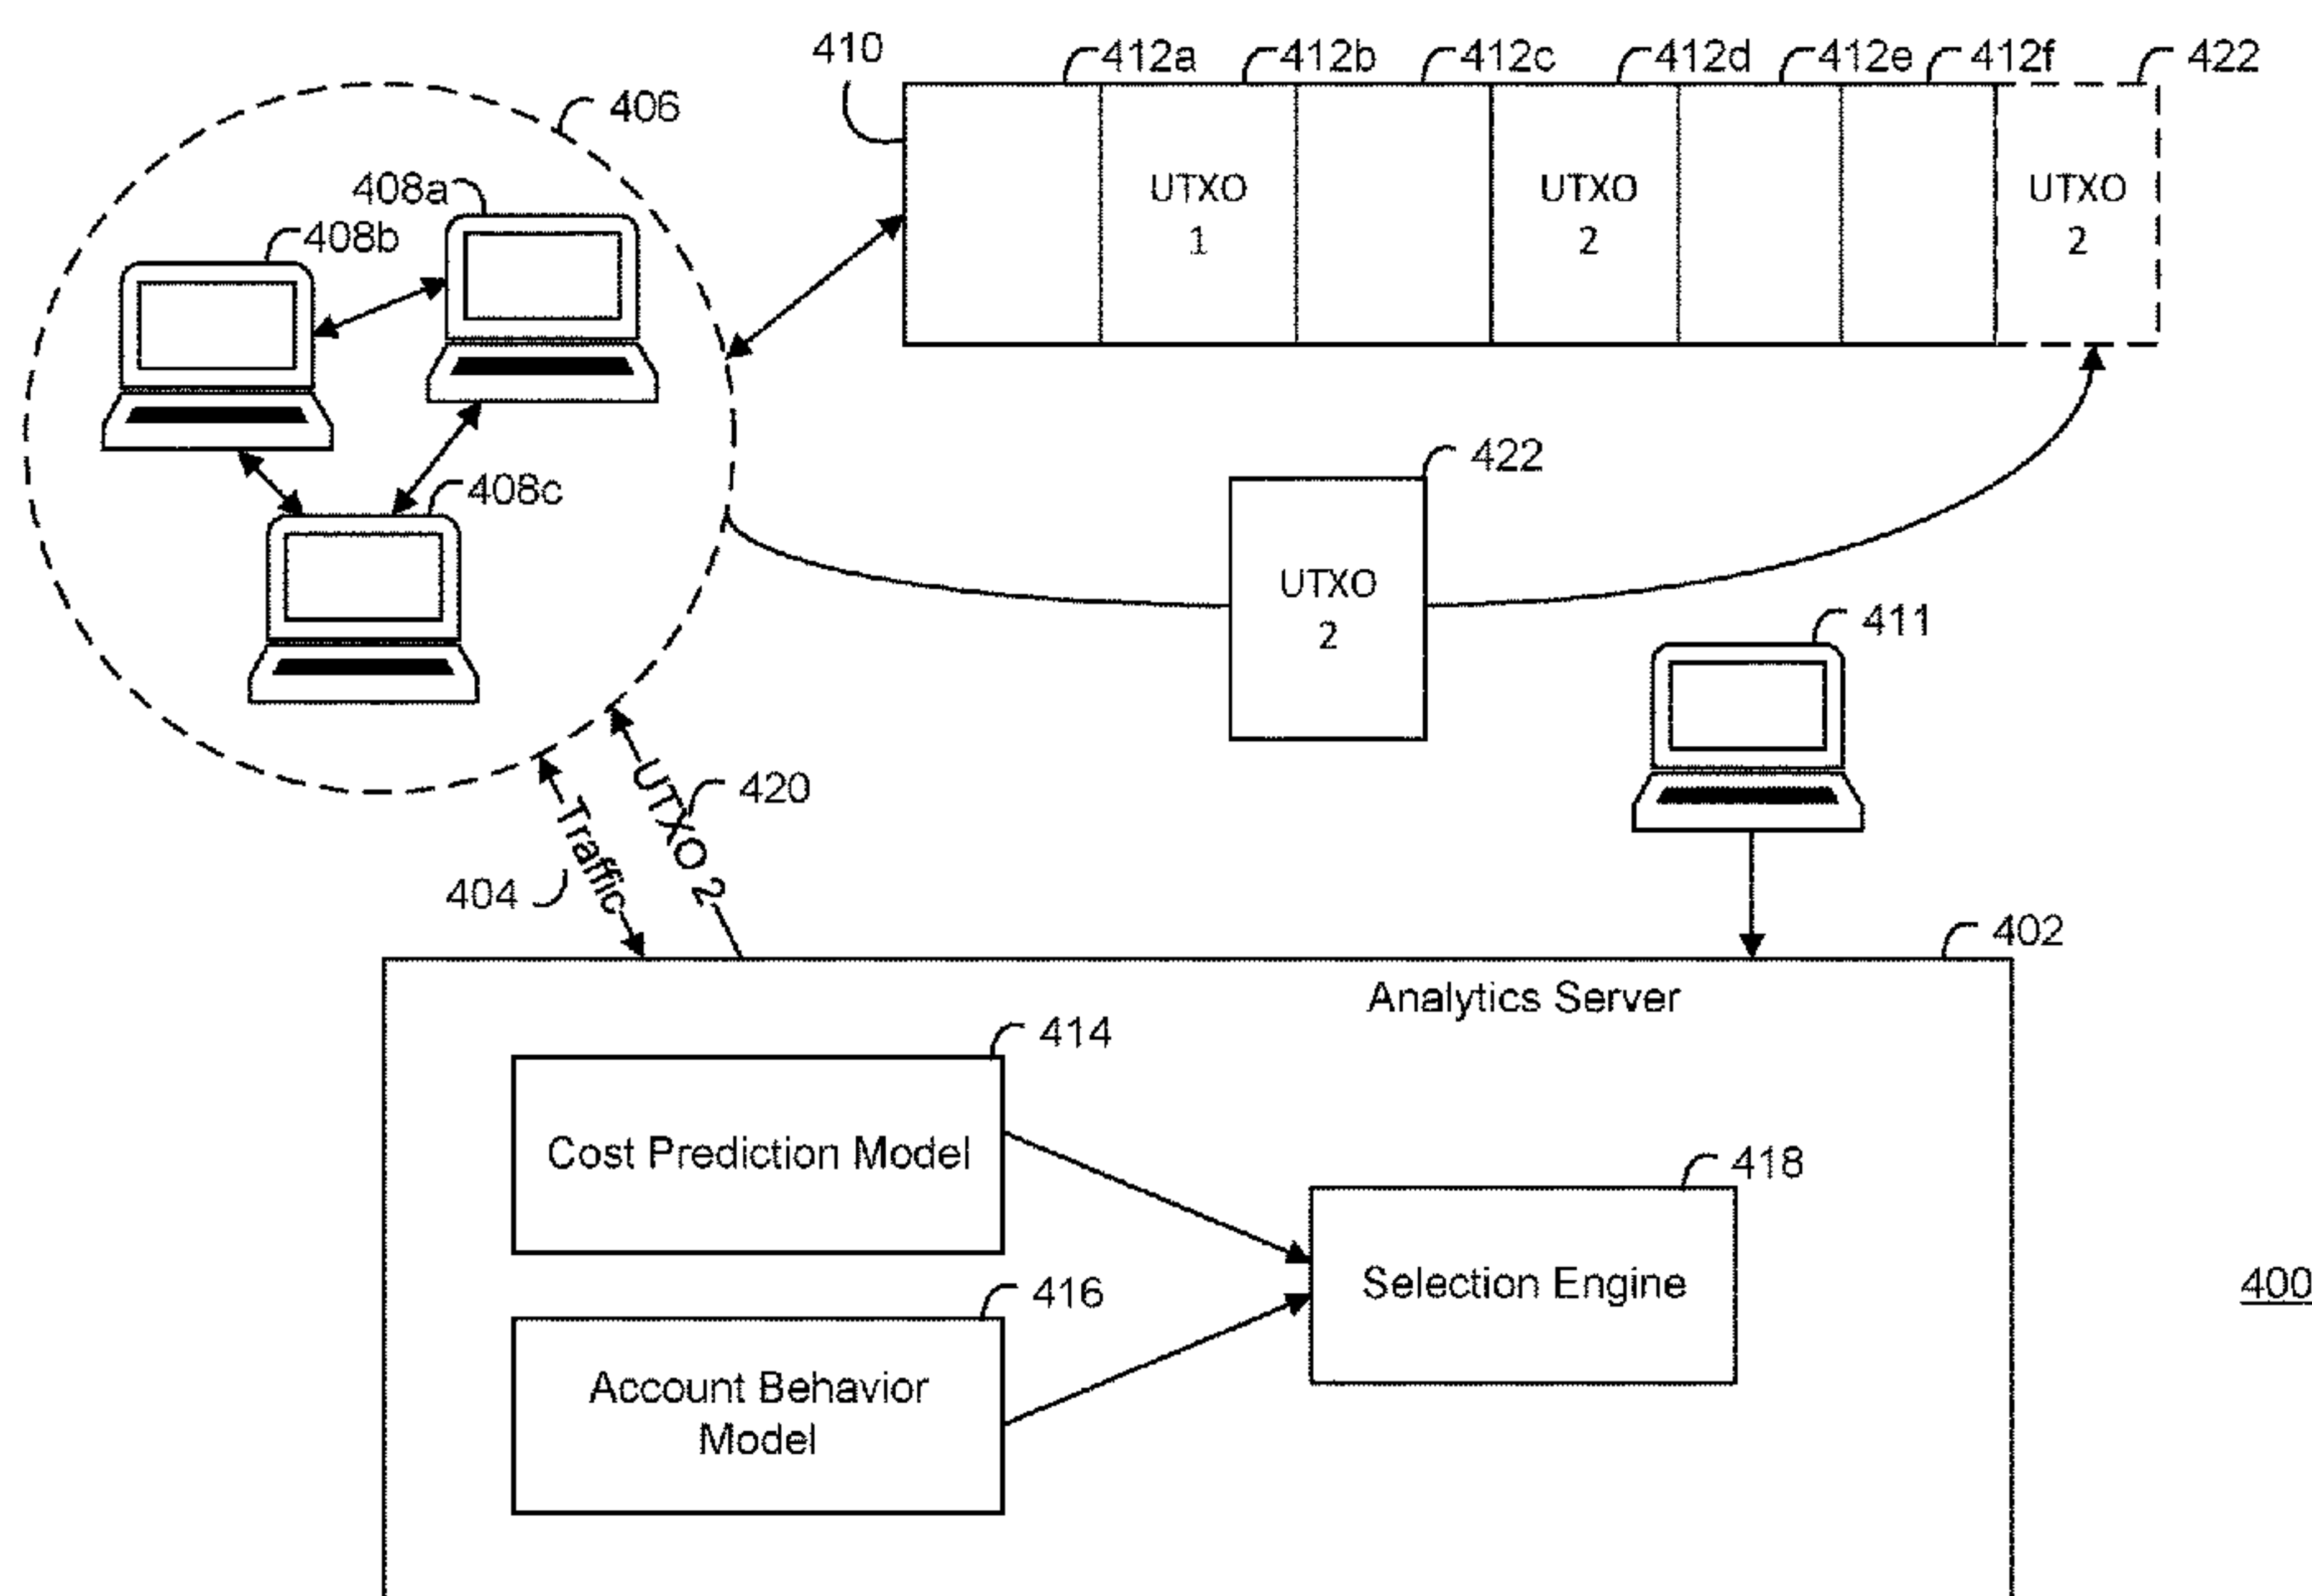 410
412a
412b
412c
412d
412e
412f
422
406
408a
408b
UTXO
1
UTXO
2
UTXO
2
422
408c
UTXO
2
411
420
UTXO 2
Traffic
404
402
Analytics Server
414
Cost Prediction Model
418
Selection Engine
416
400
Account Behavior
Model